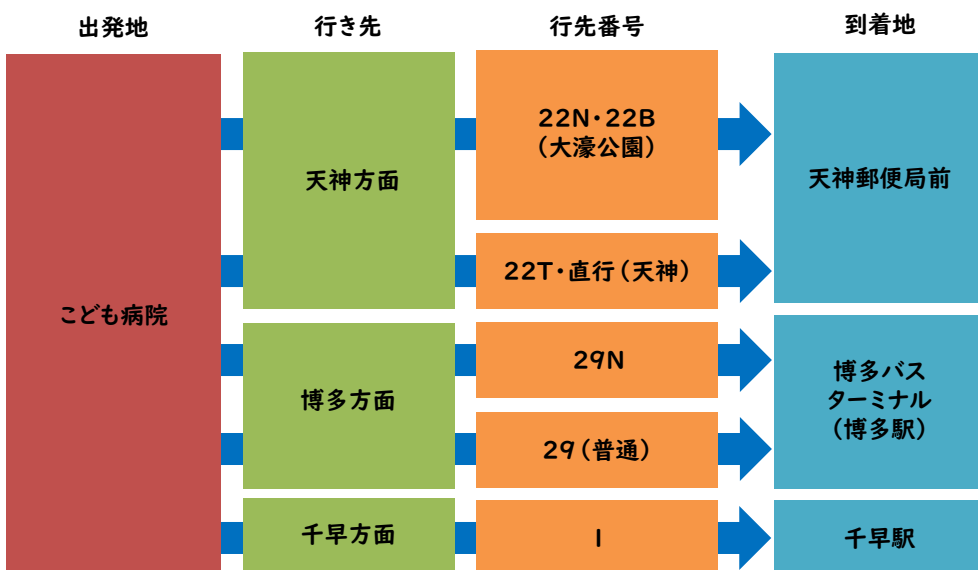 出発地
行き先
行先番号
到着地
こども病院
天神方面
22N・22B
(大濠公園)
天神郵便局前
22T・直行(天神)
博多方面
29N
29(普通)
博多バス
ターミナル
(博多駅)
千早方面
1
千早駅